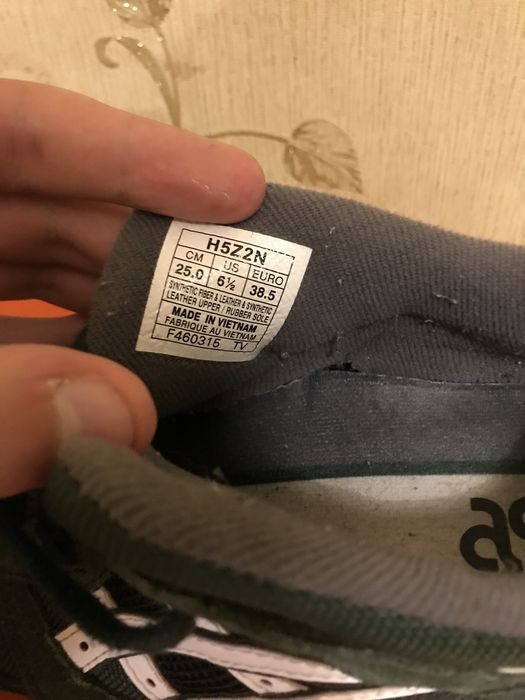 H5Z2N
CM US EURO
25.0 6½ 38.5
SYNTHETIC FIBER & LEATHER & SYNTHETIC
LEATHER UPPER / RUBBER SOLE
MADE IN VIETNAM
FABRIQUE AU VIETNAM
F460315 TV
as